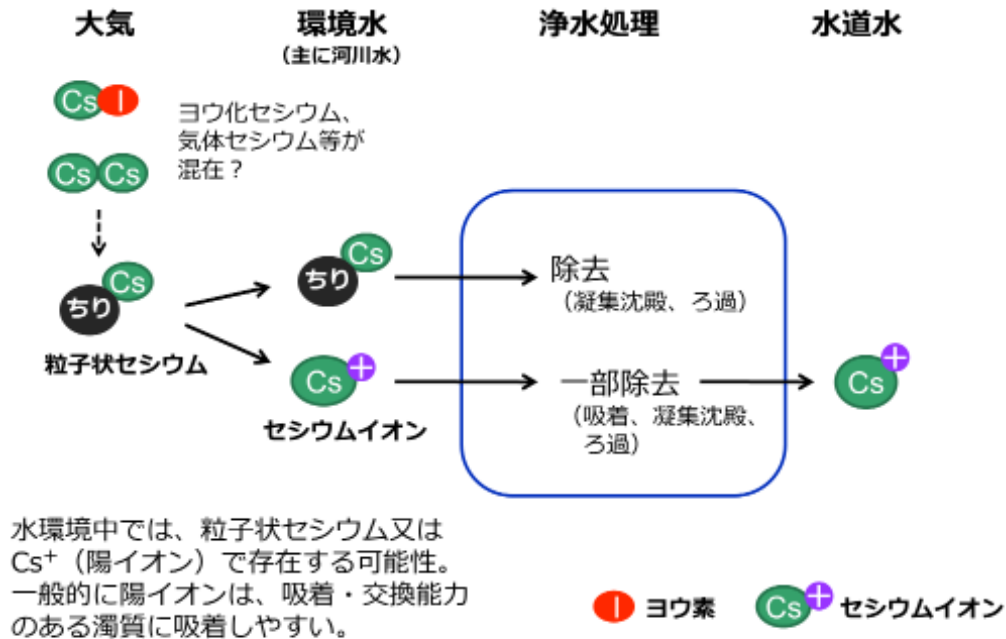 大気
環境水
(主に河川水)
浄水処理
水道水
Cs I
ヨウ化セシウム、
気体セシウム等が
混在？
Cs Cs
Cs
ちり
粒子状セシウム
Cs
ちり
除去
（凝集沈殿、ろ過）
Cs +
セシウムイオン
一部除去
（吸着、凝集沈殿、
ろ過）
Cs +
水環境中では、粒子状セシウム又は
Cs⁺（陽イオン）で存在する可能性。
一般的に陽イオンは、吸着・交換能力
のある濁質に吸着しやすい。
I ヨウ素
Cs + セシウムイオン